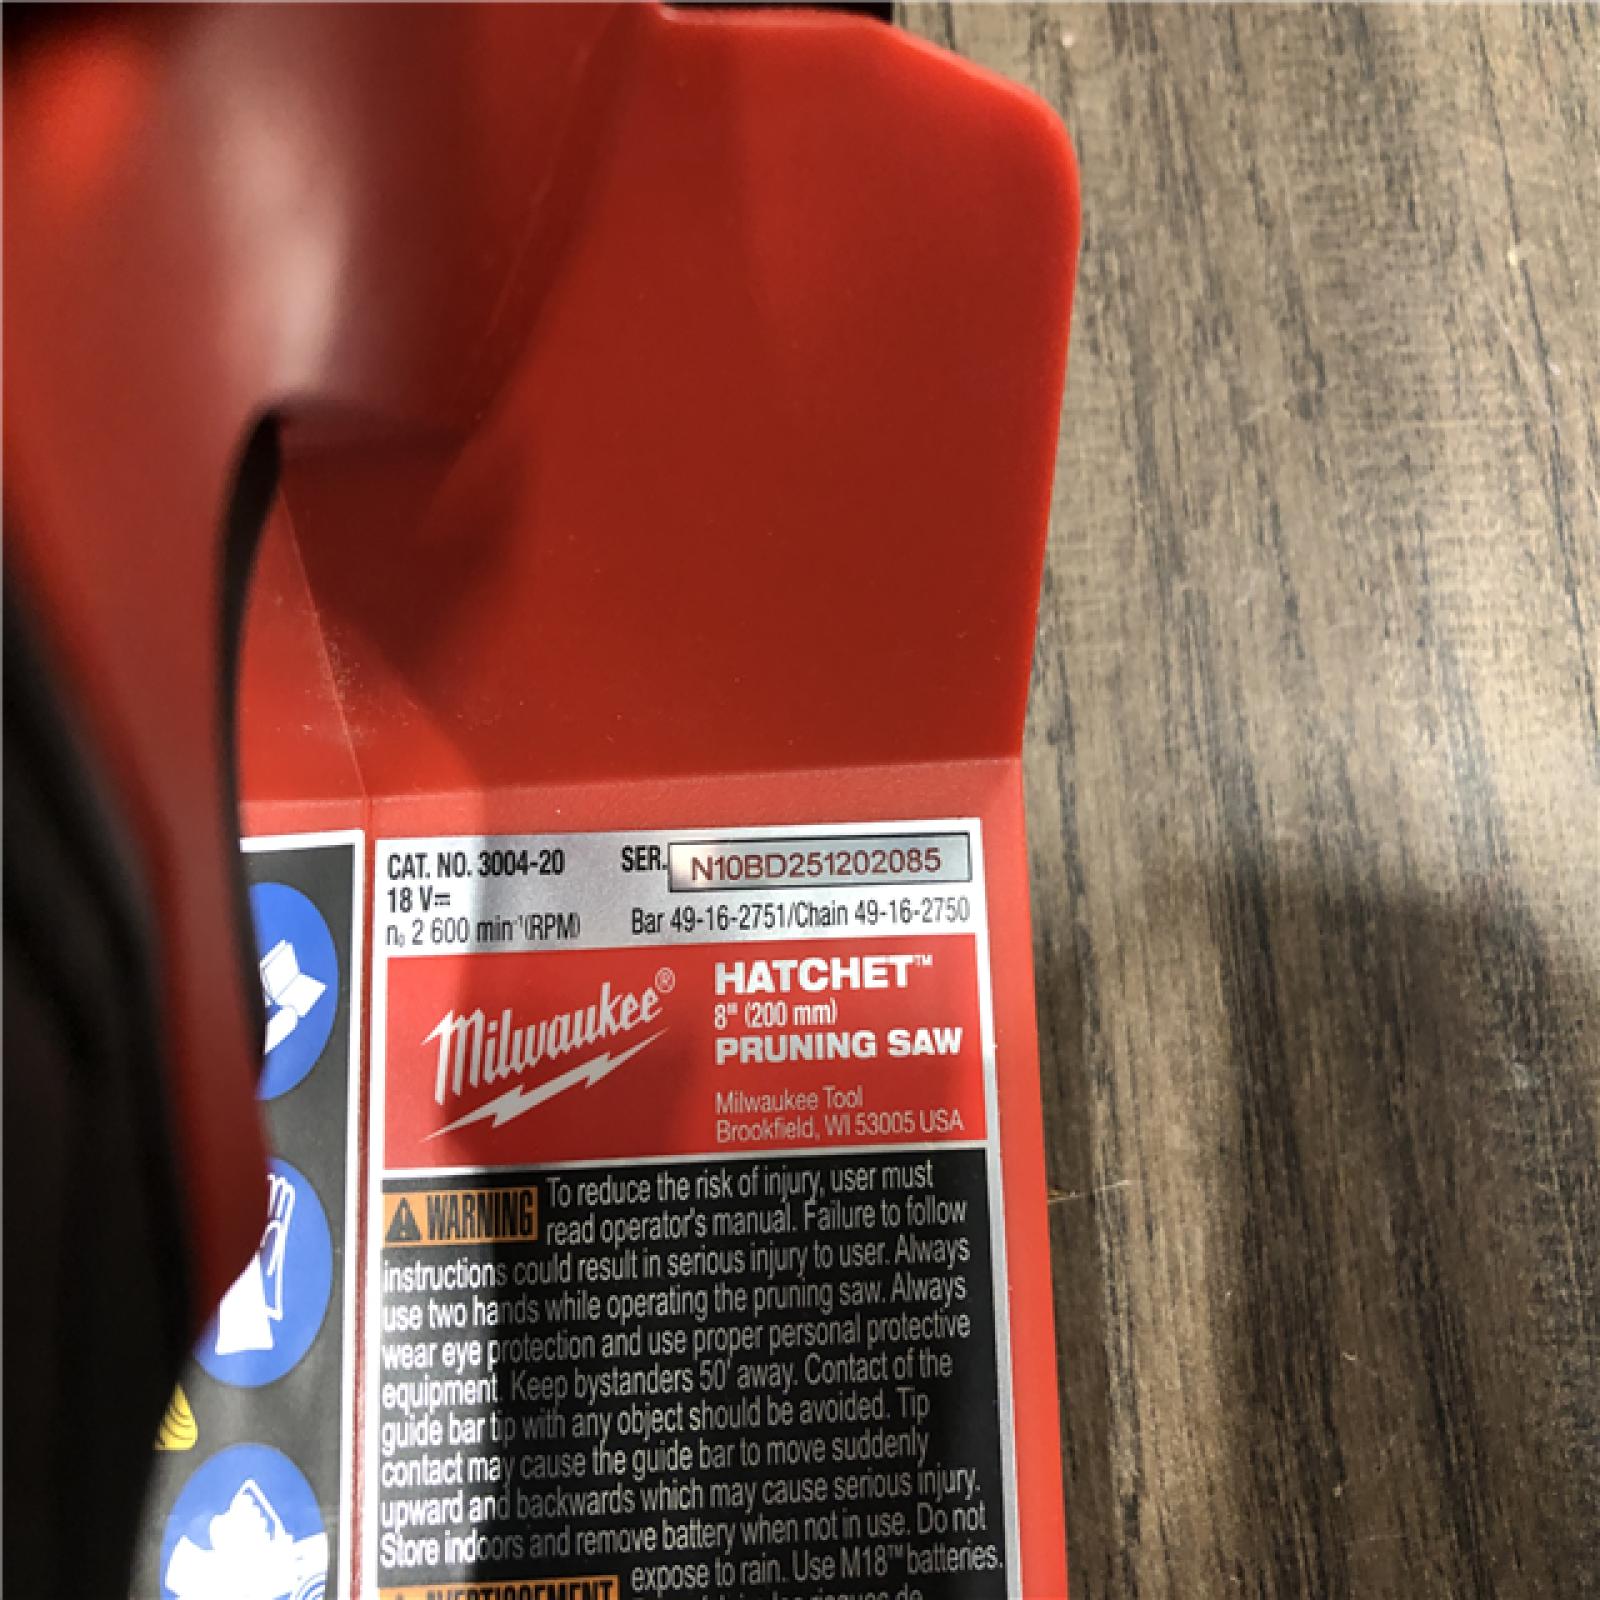 CAT. NO. 3004-20 SER. N10BD251202085
18 V⎓
n₀ 2 600 min⁻¹(RPM) Bar 49-16-2751/Chain 49-16-2750
Milwaukee®
HATCHET™
8" (200 mm)
PRUNING SAW
Milwaukee Tool
Brookfield, WI 53005 USA
WARNING To reduce the risk of injury, user must
read operator's manual. Failure to follow
instructions could result in serious injury to user. Always
use two hands while operating the pruning saw. Always
wear eye protection and use proper personal protective
equipment. Keep bystanders 50' away. Contact of the
guide bar tip with any object should be avoided. Tip
contact may cause the guide bar to move suddenly
upward and backwards which may cause serious injury.
Store indoors and remove battery when not in use. Do not
expose to rain. Use M18™ batteries.
AVERTISSEMENT